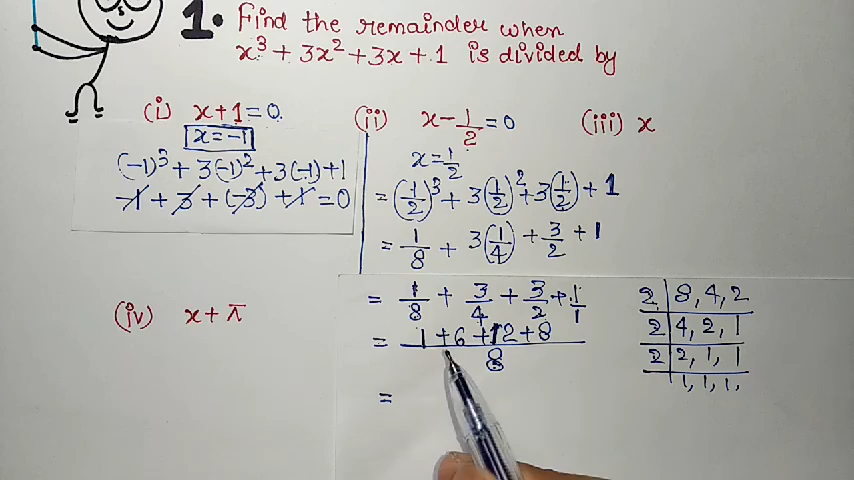 1. Find the remainder when
x³ + 3x² + 3x + 1 is divided by
(i) x+1=0
x=-1
(-1)³ + 3(-1)² + 3(-1) + 1
-1 + 3 + (-3) + 1 = 0
(ii) x - 1/2 = 0
x = 1/2
= (1/2)³ + 3(1/2)² + 3(1/2) + 1
= 1/8 + 3(1/4) + 3/2 + 1
= 1/8 + 3/4 + 3/2 + 1/1
= 1 + 6 + 12 + 8 / 8
=
2 | 8, 4, 2
2 | 4, 2, 1
2 | 2, 1, 1
1, 1, 1,
(iii) x
(iv) x + π